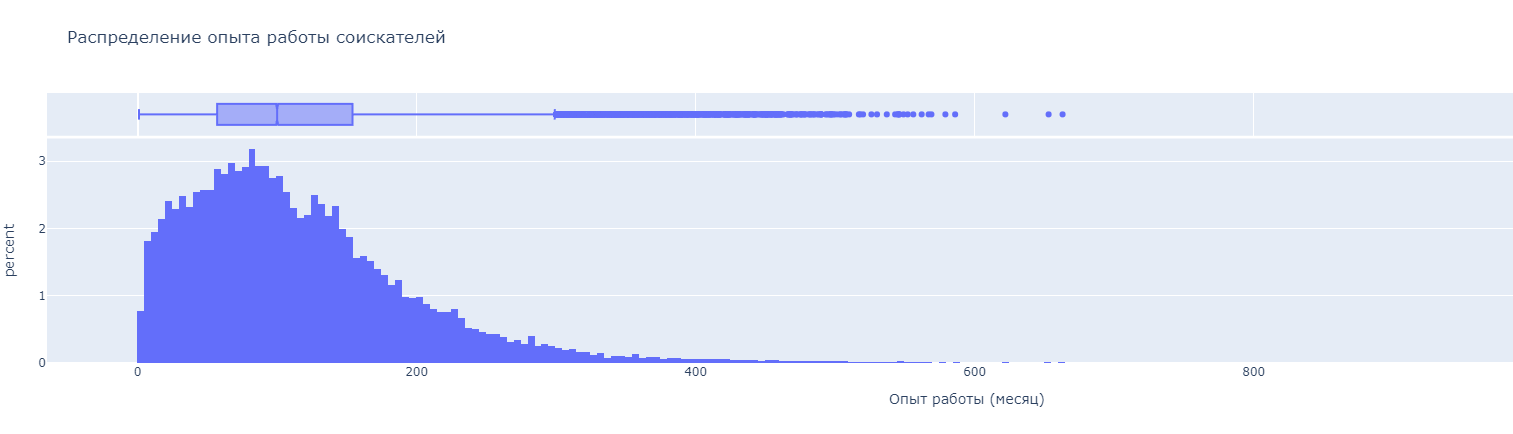 Распределение опыта работы соискателей
3
2
1
0
percent
0 200 400 600 800
Опыт работы (месяц)